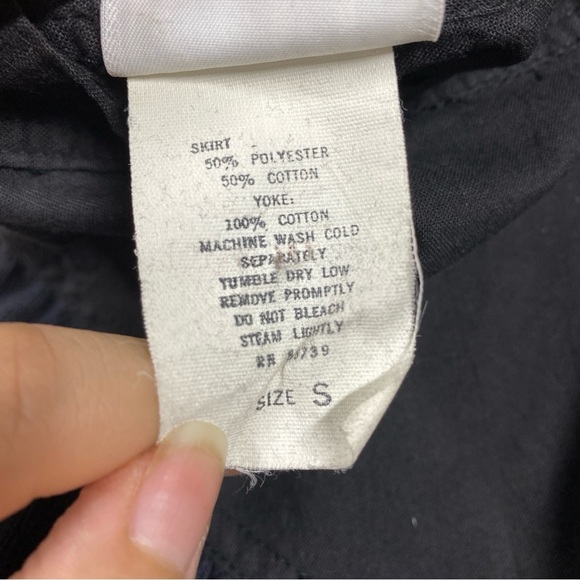 SKIRT
50% POLYESTER
50% COTTON
YOKE:
100% COTTON
MACHINE WASH COLD
SEPARATELY
TUMBLE DRY LOW
REMOVE PROMPTLY
DO NOT BLEACH
STEAM LIGHTLY
RN
SIZE S